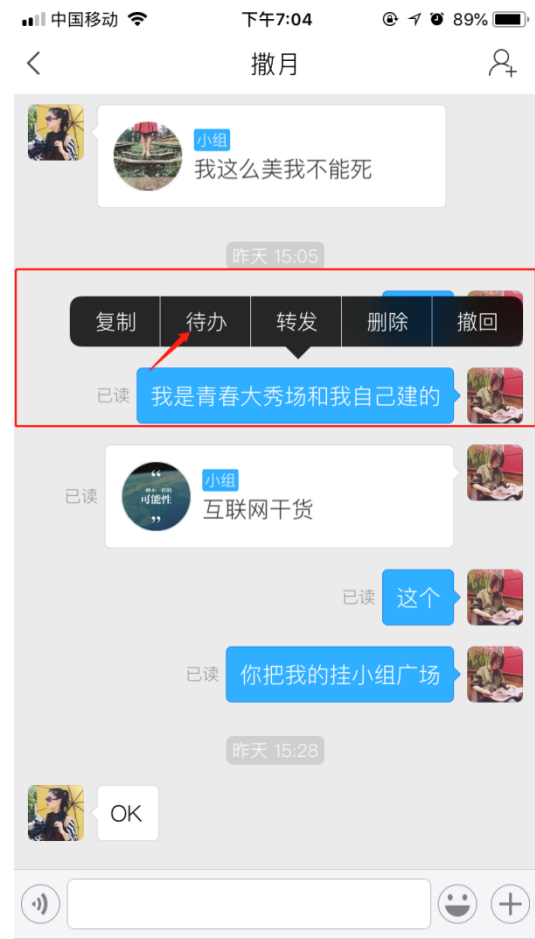 中国移动 下午7:04 89%
撒月
小组
我这么美我不能死
昨天 15:05
复制 待办 转发 删除 撤回
已读 我是青春大秀场和我自己建的
可能性
小组
已读 互联网干货
已读 这个
已读 你把我的挂小组广场
昨天 15:28
OK